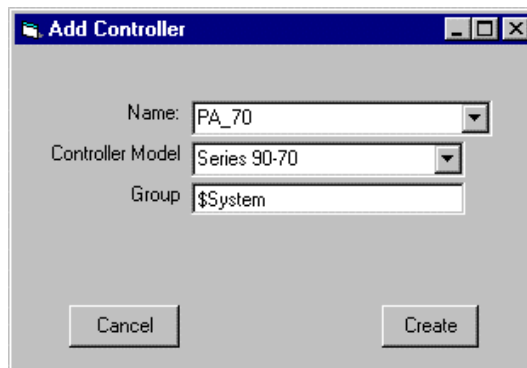 Add Controller
Name: PA_70
Controller Model Series 90-70
Group $System
Cancel Create